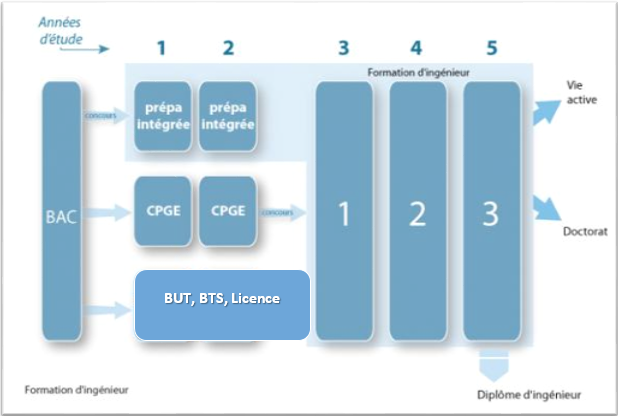 Années
d'étude
1 2 3 4 5
Formation d'ingénieur
prépa
intégrée
prépa
intégrée
concours
Vie
active
BAC
CPGE
CPGE
concours
1
2
3
Doctorat
BUT, BTS, Licence
Formation d'ingénieur
Diplôme d'ingénieur